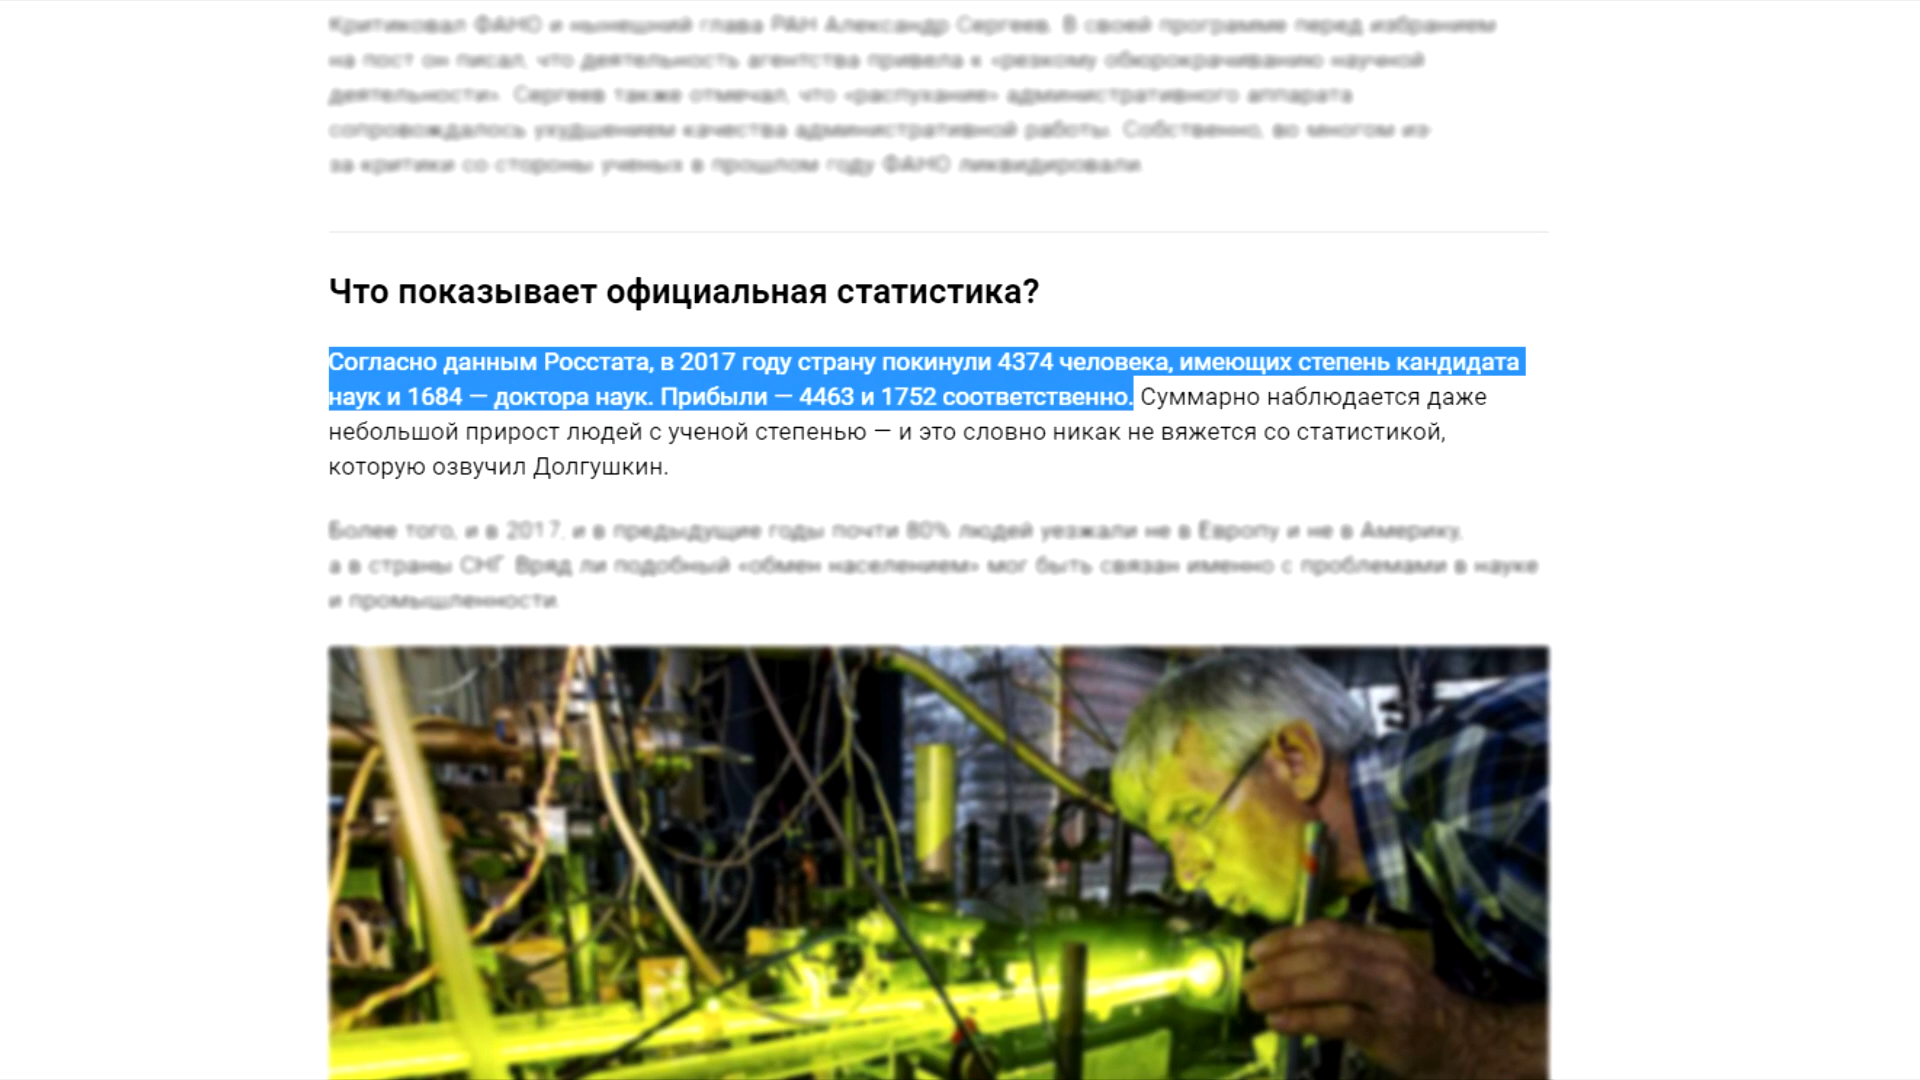 Критиковал ФАНО и нынешний глава РАН Александр Сергеев. В своей программе перед избранием
на пост он писал, что деятельность агентства привела к «резкому обюрокрачиванию научной
деятельности». Сергеев также отмечал, что «распухание» административного аппарата
сопровождалось ухудшением качества административной работы. Собственно, во многом из-
за критики со стороны ученых в прошлом году ФАНО ликвидировали.
Что показывает официальная статистика?
Согласно данным Росстата, в 2017 году страну покинули 4374 человека, имеющих степень кандидата
наук и 1684 — доктора наук. Прибыли — 4463 и 1752 соответственно. Суммарно наблюдается даже
небольшой прирост людей с ученой степенью — и это словно никак не вяжется со статистикой,
которую озвучил Долгушкин.
Более того, и в 2017, и в предыдущие годы почти 80% людей уезжали не в Европу и не в Америку,
а в страны СНГ. Вряд ли подобный «обмен населением» мог быть связан именно с проблемами в науке
и промышленности.